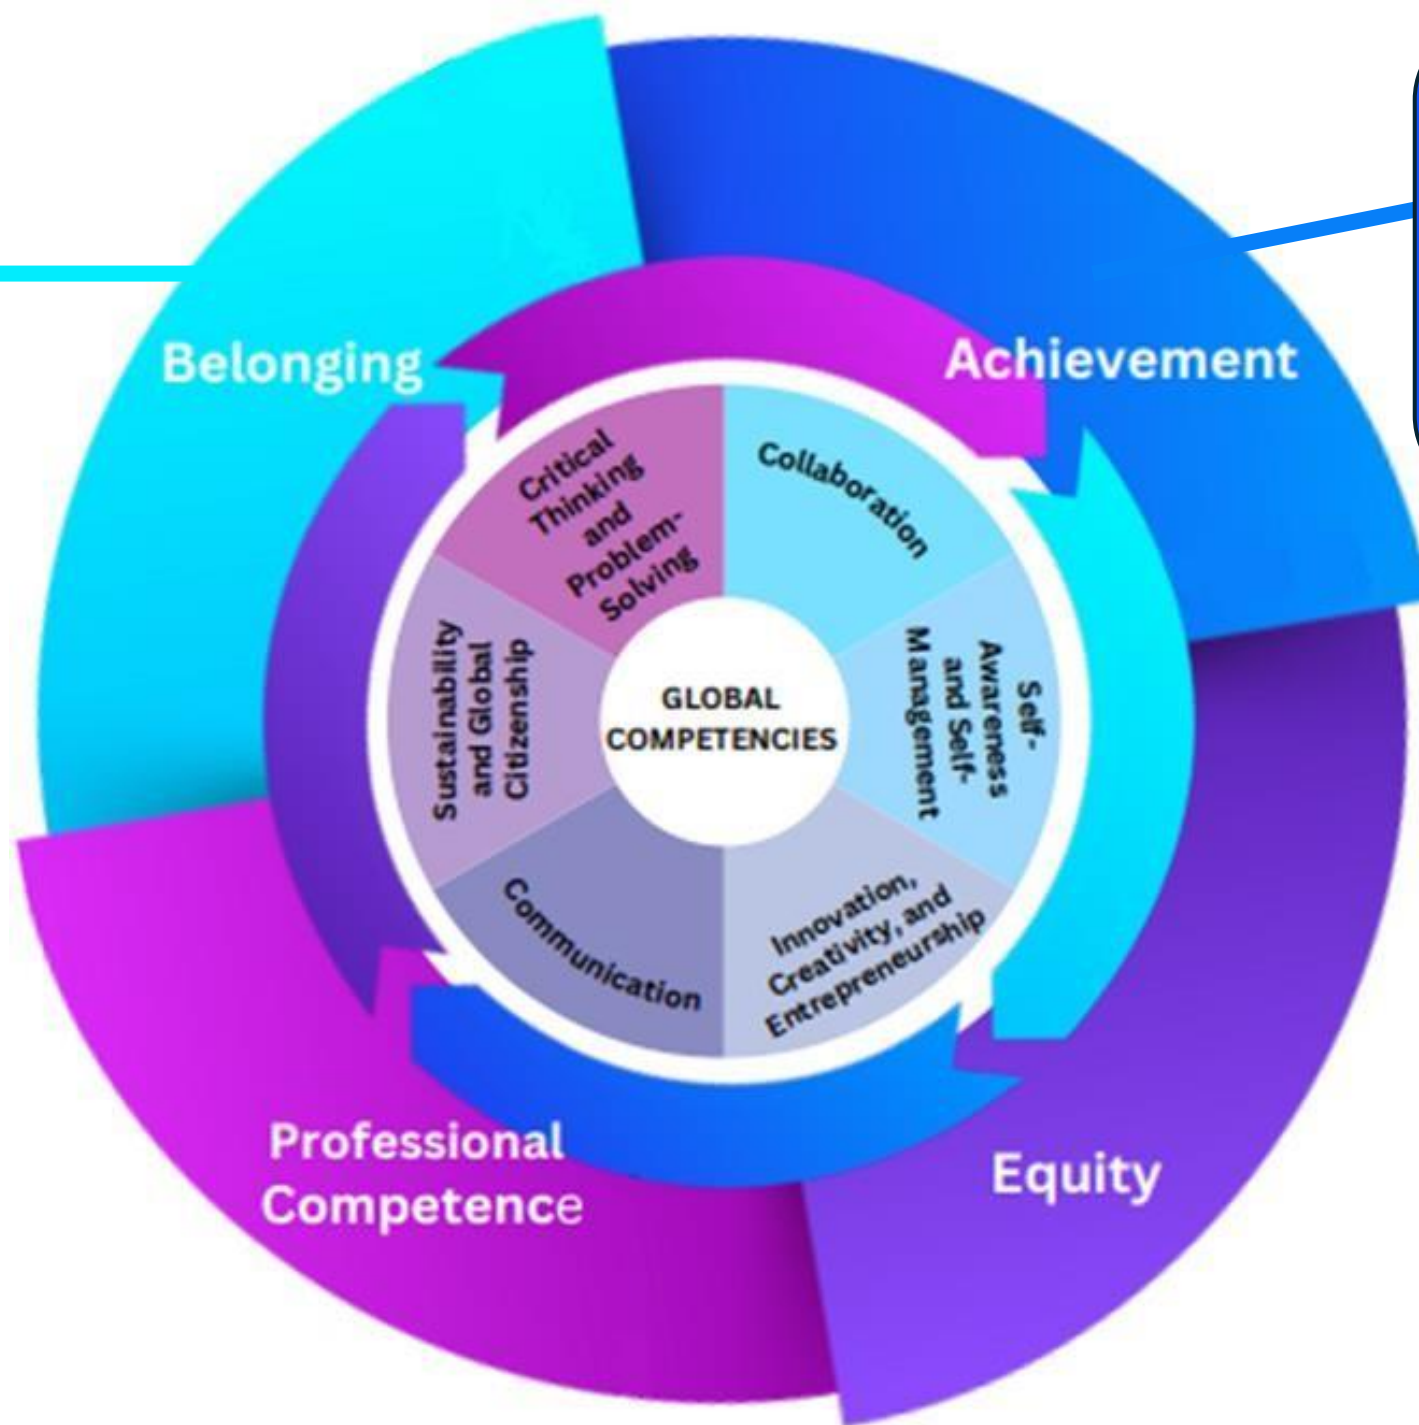 Belonging
Achievement
Critical
Thinking
and
Problem-
Solving
Collaboration
Sustainability
and Global
Citizenship
GLOBAL
COMPETENCIES
Self-
Awareness
and Self-
Management
Communication
Innovation,
Creativity, and
Entrepreneurship
Professional
Competence
Equity